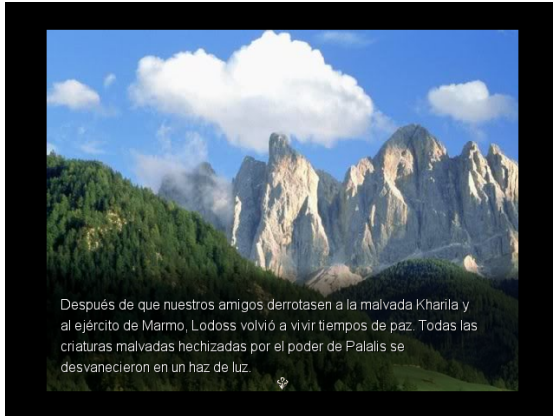 Después de que nuestros amigos derrotasen a la malvada Kharila y
al ejército de Marmo, Lodoss volvió a vivir tiempos de paz. Todas las
criaturas malvadas hechizadas por el poder de Palalis se
desvanecieron en un haz de luz.